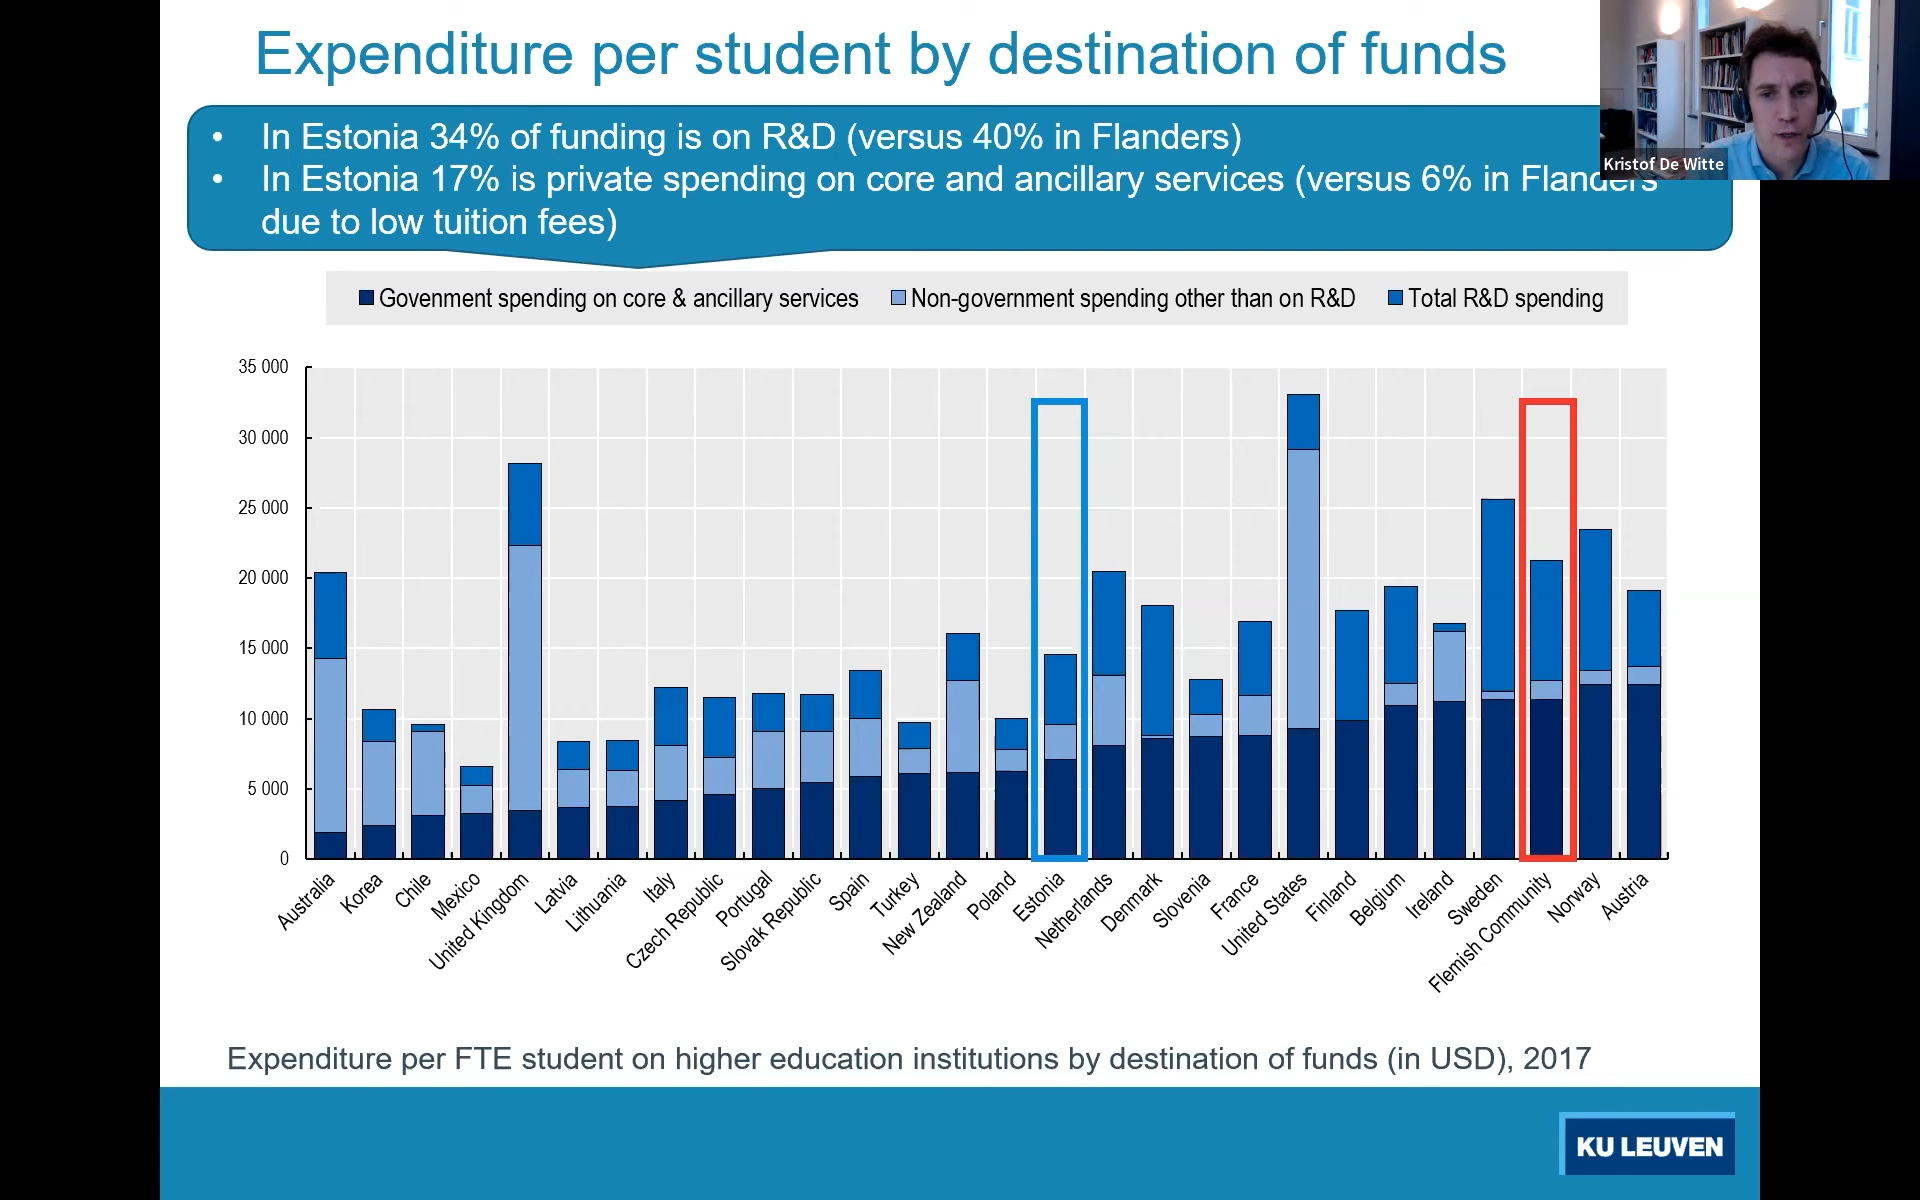 Expenditure per student by destination of funds
• In Estonia 34% of funding is on R&D (versus 40% in Flanders)
• In Estonia 17% is private spending on core and ancillary services (versus 6% in Flanders
due to low tuition fees)
Kristof De Witte
Govenment spending on core & ancillary services Non-government spending other than on R&D Total R&D spending
35 000
30 000
25 000
20 000
15 000
10 000
5 000
0
Australia
Korea
Chile
Mexico
United Kingdom
Latvia
Lithuania
Italy
Czech Republic
Portugal
Slovak Republic
Spain
Turkey
New Zealand
Poland
Estonia
Netherlands
Denmark
Slovenia
France
United States
Finland
Belgium
Ireland
Sweden
Flemish Community
Norway
Austria
Expenditure per FTE student on higher education institutions by destination of funds (in USD), 2017
KU LEUVEN